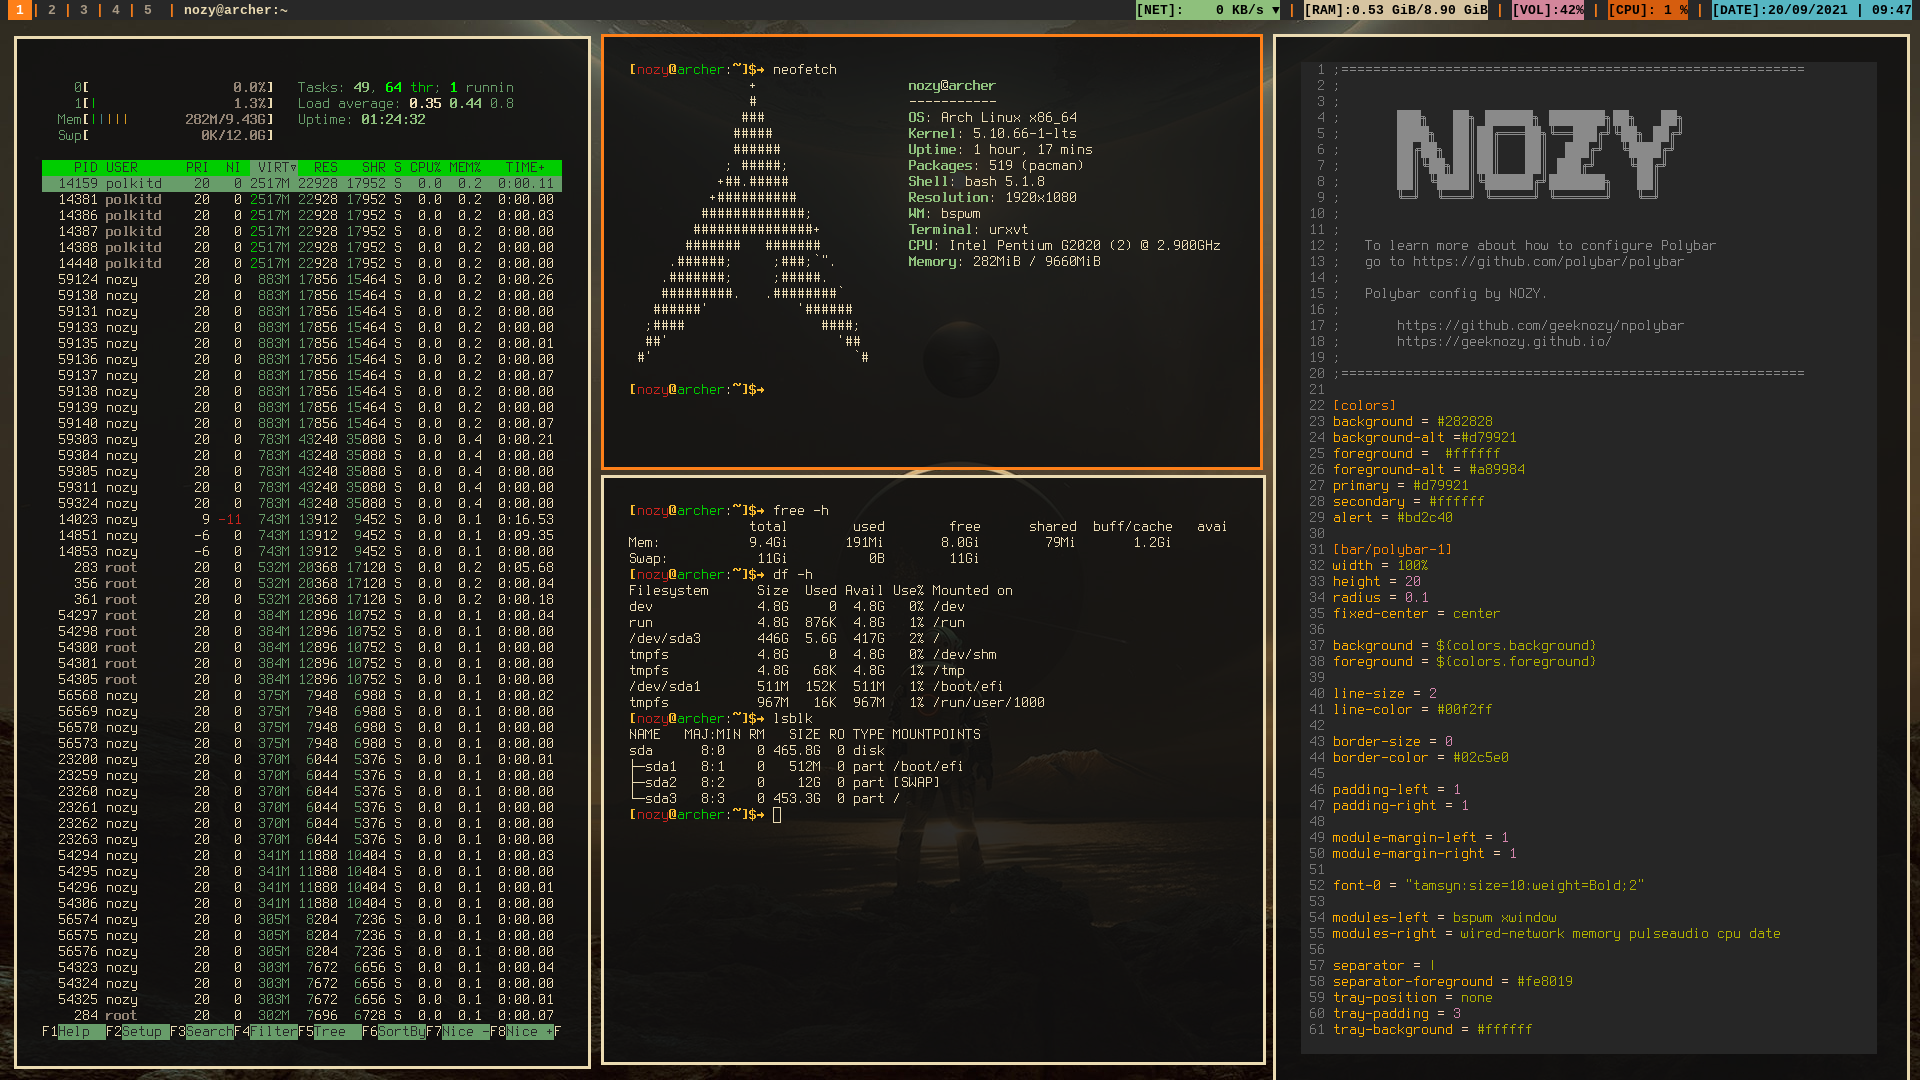 1 | 2 | 3 | 4 | 5 | nozy@archer:~
[NET]: 0 KB/s ▼ | [RAM]:0.53 GiB/8.90 GiB | [VOL]:42% | [CPU]: 1 % | [DATE]:20/09/2021 | 09:47
0[ 0.0%] Tasks: 49, 64 thr; 1 runnin
1[| 1.3%] Load average: 0.35 0.44 0.8
Mem[||||| 282M/9.43G] Uptime: 01:24:32
Swp[ 0K/12.0G]
PID USER PRI NI VIRT▽ RES SHR S CPU% MEM% TIME+
14159 polkitd 20 0 2517M 22928 17952 S 0.0 0.2 0:00.11
14381 polkitd 20 0 2517M 22928 17952 S 0.0 0.2 0:00.00
14386 polkitd 20 0 2517M 22928 17952 S 0.0 0.2 0:00.03
14387 polkitd 20 0 2517M 22928 17952 S 0.0 0.2 0:00.00
14388 polkitd 20 0 2517M 22928 17952 S 0.0 0.2 0:00.00
14440 polkitd 20 0 2517M 22928 17952 S 0.0 0.2 0:00.00
59124 nozy 20 0 883M 17856 15464 S 0.0 0.2 0:00.26
59130 nozy 20 0 883M 17856 15464 S 0.0 0.2 0:00.00
59131 nozy 20 0 883M 17856 15464 S 0.0 0.2 0:00.00
59133 nozy 20 0 883M 17856 15464 S 0.0 0.2 0:00.00
59135 nozy 20 0 883M 17856 15464 S 0.0 0.2 0:00.01
59136 nozy 20 0 883M 17856 15464 S 0.0 0.2 0:00.00
59137 nozy 20 0 883M 17856 15464 S 0.0 0.2 0:00.07
59138 nozy 20 0 883M 17856 15464 S 0.0 0.2 0:00.00
59139 nozy 20 0 883M 17856 15464 S 0.0 0.2 0:00.00
59140 nozy 20 0 883M 17856 15464 S 0.0 0.2 0:00.07
59303 nozy 20 0 783M 43240 35080 S 0.0 0.4 0:00.21
59304 nozy 20 0 783M 43240 35080 S 0.0 0.4 0:00.00
59305 nozy 20 0 783M 43240 35080 S 0.0 0.4 0:00.00
59311 nozy 20 0 783M 43240 35080 S 0.0 0.4 0:00.00
59324 nozy 20 0 783M 43240 35080 S 0.0 0.4 0:00.00
14023 nozy 9 -11 743M 13912 9452 S 0.0 0.1 0:16.53
14851 nozy -6 0 743M 13912 9452 S 0.0 0.1 0:09.35
14853 nozy -6 0 743M 13912 9452 S 0.0 0.1 0:00.00
283 root 20 0 532M 20368 17120 S 0.0 0.2 0:05.68
356 root 20 0 532M 20368 17120 S 0.0 0.2 0:00.04
361 root 20 0 532M 20368 17120 S 0.0 0.2 0:00.18
54297 root 20 0 384M 12896 10752 S 0.0 0.1 0:00.04
54298 root 20 0 384M 12896 10752 S 0.0 0.1 0:00.00
54300 root 20 0 384M 12896 10752 S 0.0 0.1 0:00.00
54301 root 20 0 384M 12896 10752 S 0.0 0.1 0:00.00
54305 root 20 0 384M 12896 10752 S 0.0 0.1 0:00.00
56568 nozy 20 0 375M 7948 6980 S 0.0 0.1 0:00.02
56569 nozy 20 0 375M 7948 6980 S 0.0 0.1 0:00.00
56570 nozy 20 0 375M 7948 6980 S 0.0 0.1 0:00.00
56573 nozy 20 0 375M 7948 6980 S 0.0 0.1 0:00.00
23200 nozy 20 0 370M 6044 5376 S 0.0 0.1 0:00.01
23259 nozy 20 0 370M 6044 5376 S 0.0 0.1 0:00.00
23260 nozy 20 0 370M 6044 5376 S 0.0 0.1 0:00.00
23261 nozy 20 0 370M 6044 5376 S 0.0 0.1 0:00.00
23262 nozy 20 0 370M 6044 5376 S 0.0 0.1 0:00.00
23263 nozy 20 0 370M 6044 5376 S 0.0 0.1 0:00.00
54294 nozy 20 0 341M 11880 10404 S 0.0 0.1 0:00.03
54295 nozy 20 0 341M 11880 10404 S 0.0 0.1 0:00.00
54296 nozy 20 0 341M 11880 10404 S 0.0 0.1 0:00.01
54306 nozy 20 0 341M 11880 10404 S 0.0 0.1 0:00.00
56574 nozy 20 0 305M 8204 7236 S 0.0 0.1 0:00.00
56575 nozy 20 0 305M 8204 7236 S 0.0 0.1 0:00.00
56576 nozy 20 0 305M 8204 7236 S 0.0 0.1 0:00.00
54323 nozy 20 0 303M 7672 6656 S 0.0 0.1 0:00.04
54324 nozy 20 0 303M 7672 6656 S 0.0 0.1 0:00.00
54325 nozy 20 0 303M 7672 6656 S 0.0 0.1 0:00.01
284 root 20 0 302M 7696 6728 S 0.0 0.1 0:00.07
F1Help F2Setup F3SearchF4FilterF5Tree F6SortByF7Nice -F8Nice +F
[nozy@archer:~]$→ neofetch
nozy@archer
-----------
OS: Arch Linux x86_64
Kernel: 5.10.66-1-lts
Uptime: 1 hour, 17 mins
Packages: 519 (pacman)
Shell: bash 5.1.8
Resolution: 1920x1080
WM: bspwm
Terminal: urxvt
CPU: Intel Pentium G2020 (2) @ 2.900GHz
Memory: 282MiB / 9660MiB
[nozy@archer:~]$→
[nozy@archer:~]$→ free -h
total used free shared buff/cache avai
Mem: 9.4Gi 191Mi 8.0Gi 79Mi 1.2Gi
Swap: 11Gi 0B 11Gi
[nozy@archer:~]$→ df -h
Filesystem Size Used Avail Use% Mounted on
dev 4.8G 0 4.8G 0% /dev
run 4.8G 876K 4.8G 1% /run
/dev/sda3 446G 5.6G 417G 2% /
tmpfs 4.8G 0 4.8G 0% /dev/shm
tmpfs 4.8G 68K 4.8G 1% /tmp
/dev/sda1 511M 152K 511M 1% /boot/efi
tmpfs 967M 16K 967M 1% /run/user/1000
[nozy@archer:~]$→ lsblk
NAME MAJ:MIN RM SIZE RO TYPE MOUNTPOINTS
sda 8:0 0 465.8G 0 disk
├─sda1 8:1 0 512M 0 part /boot/efi
├─sda2 8:2 0 12G 0 part [SWAP]
└─sda3 8:3 0 453.3G 0 part /
[nozy@archer:~]$→
1 ;==========================================================
2 ;
3 ;
4 ;
5 ;
6 ; NOZY
7 ;
8 ;
9 ;
10 ;
11 ;
12 ; To learn more about how to configure Polybar
13 ; go to https://github.com/polybar/polybar
14 ;
15 ; Polybar config by NOZY.
16 ;
17 ; https://github.com/geeknozy/npolybar
18 ; https://geeknozy.github.io/
19 ;
20 ;==========================================================
21
22 [colors]
23 background = #282828
24 background-alt =#d79921
25 foreground =  #ffffff
26 foreground-alt = #a89984
27 primary = #d79921
28 secondary = #ffffff
29 alert = #bd2c40
30
31 [bar/polybar-1]
32 width = 100%
33 height = 20
34 radius = 0.1
35 fixed-center = center
36
37 background = ${colors.background}
38 foreground = ${colors.foreground}
39
40 line-size = 2
41 line-color = #00f2ff
42
43 border-size = 0
44 border-color = #02c5e0
45
46 padding-left = 1
47 padding-right = 1
48
49 module-margin-left = 1
50 module-margin-right = 1
51
52 font-0 = "tamsyn:size=10:weight=Bold;2"
53
54 modules-left = bspwm xwindow
55 modules-right = wired-network memory pulseaudio cpu date
56
57 separator = |
58 separator-foreground = #fe8019
59 tray-position = none
60 tray-padding = 3
61 tray-background = #ffffff